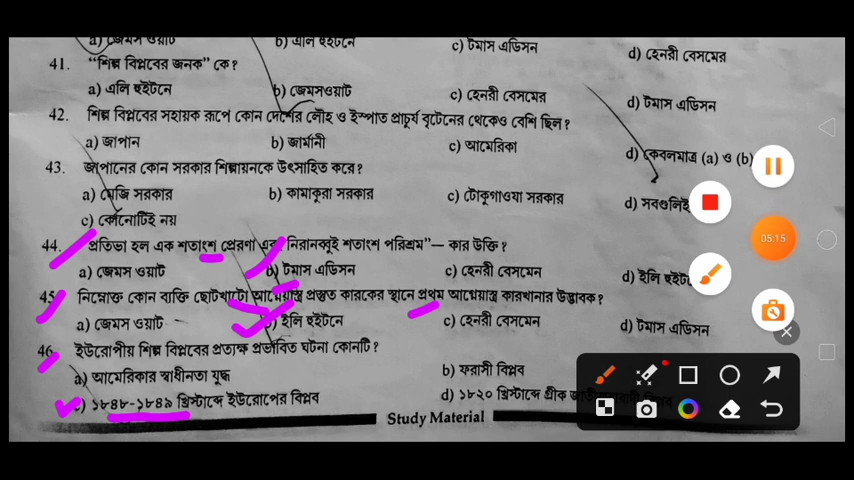 a) জেমস ওয়াট b) এলি হুইটনে c) টমাস এডিসন d) হেনরী বেসমের
41. “শিল্প বিপ্লবের জনক” কে?
a) এলি হুইটনে b) জেমসওয়াট c) হেনরী বেসমের d) টমাস এডিসন
42. শিল্প বিপ্লবের সহায়ক রূপে কোন দেশের লৌহ ও ইস্পাত প্রাচুর্য বৃটেনের থেকেও বেশি ছিল?
a) জাপান b) জার্মানী c) আমেরিকা d) কেবলমাত্র (a) ও (b)
43. জাপানের কোন সরকার শিল্পায়নকে উৎসাহিত করে?
a) মেজি সরকার b) কামাকুরা সরকার c) টোকুগাওযা সরকার d) সবগুলিই
c) কোনোটিই নয়
44. প্রতিভা হল এক শতাংশ প্রেরণা এবং নিরানব্বুই শতাংশ পরিশ্রম”— কার উক্তি?
a) জেমস ওয়াট b) টমাস এডিসন c) হেনরী বেসমেন d) ইলি হুইটনে
45. নিম্নোক্ত কোন ব্যক্তি ছোটখাটো আগ্নেয়াস্ত্র প্রস্তুত কারকের স্থানে প্রথম আগ্নেয়াস্ত্র কারখানার উদ্ভাবক?
a) জেমস ওয়াট b) ইলি হুইটনে c) হেনরী বেসমেন d) টমাস এডিসন
46. ইউরোপীয় শিল্প বিপ্লবের প্রত্যক্ষ প্রভাবিত ঘটনা কোনটি?
a) আমেরিকার স্বাধীনতা যুদ্ধ b) ফরাসী বিপ্লব
c) ১৮৪৮-১৮৪৯ খ্রিস্টাব্দে ইউরোপের বিপ্লব d) ১৮২০ খ্রিস্টাব্দে গ্রীক
Study Material
05:15